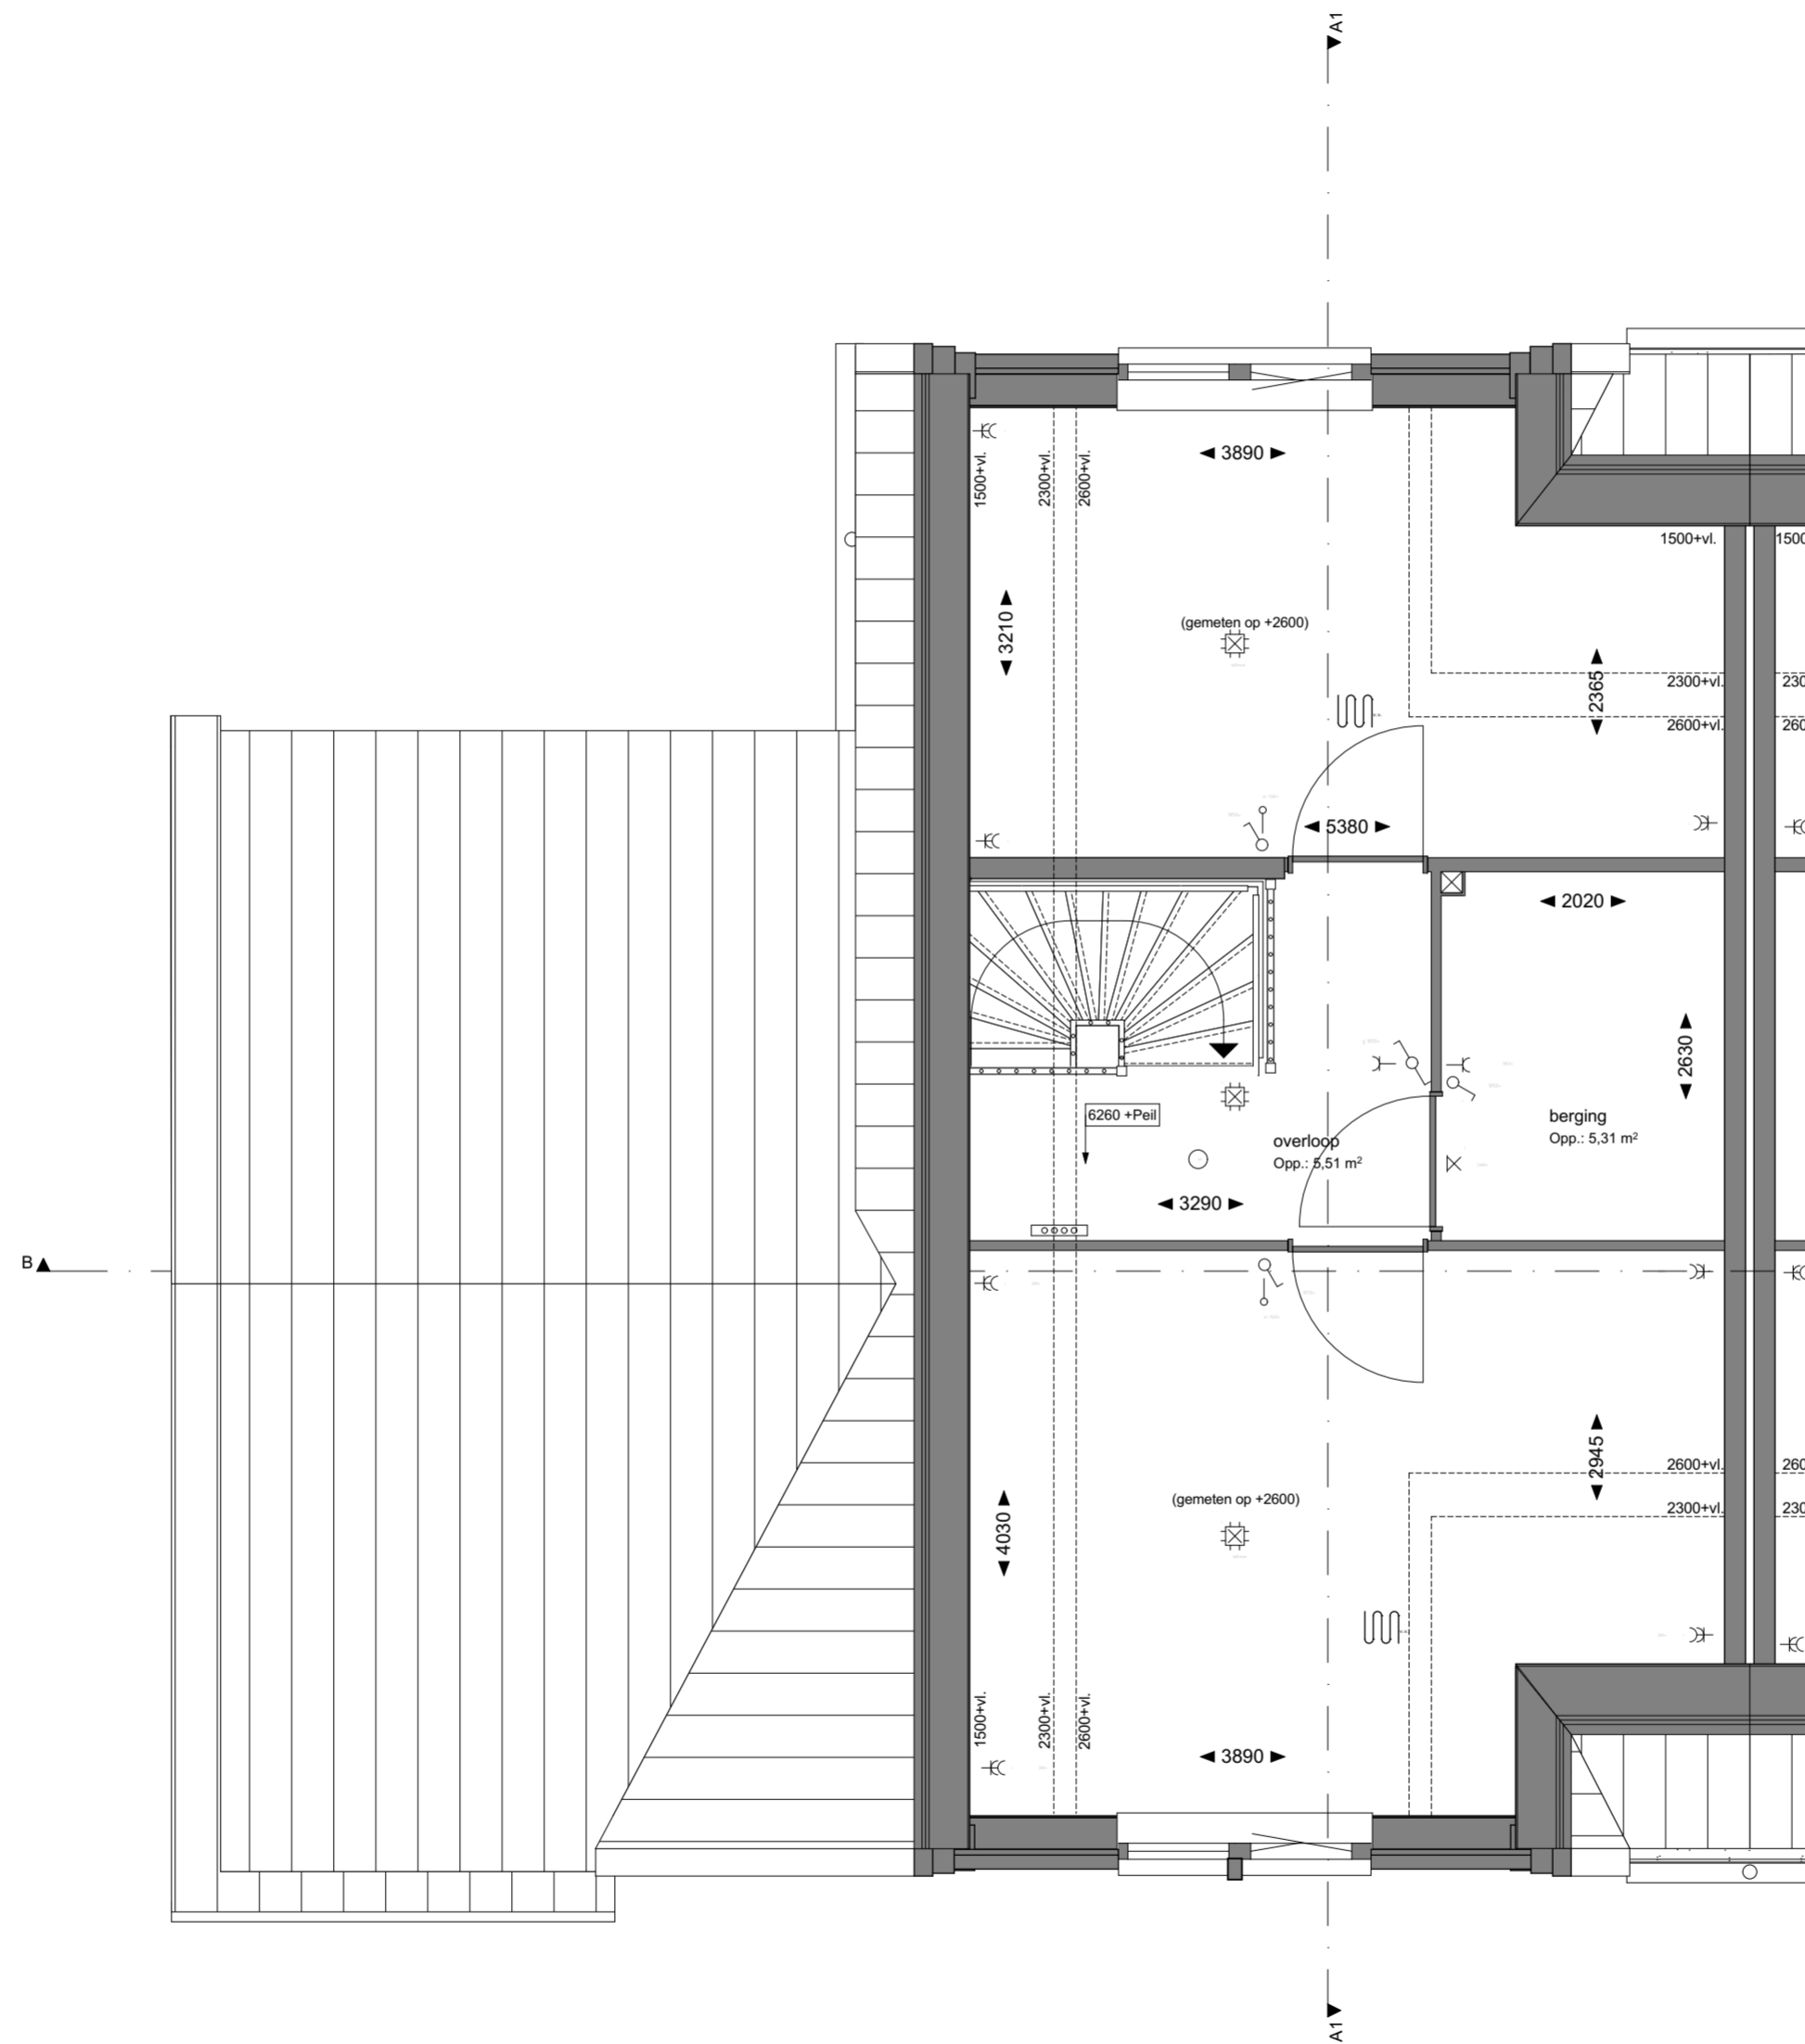 A1
3890
1500+vl.
2300+vl.
2600+vl.
1500+vl.
1500
(gemeten op +2600)
3210
2365
2300+vl.
230
2600+vl.
260
5380
2020
2630
6260 +Peil
berging
Opp.: 5,31 m²
overloop
Opp.: 5,51 m²
3290
B
2945
2600+vl.
260
(gemeten op +2600)
2300+vl.
230
4030
1500+vl.
2300+vl.
2600+vl.
3890
A1